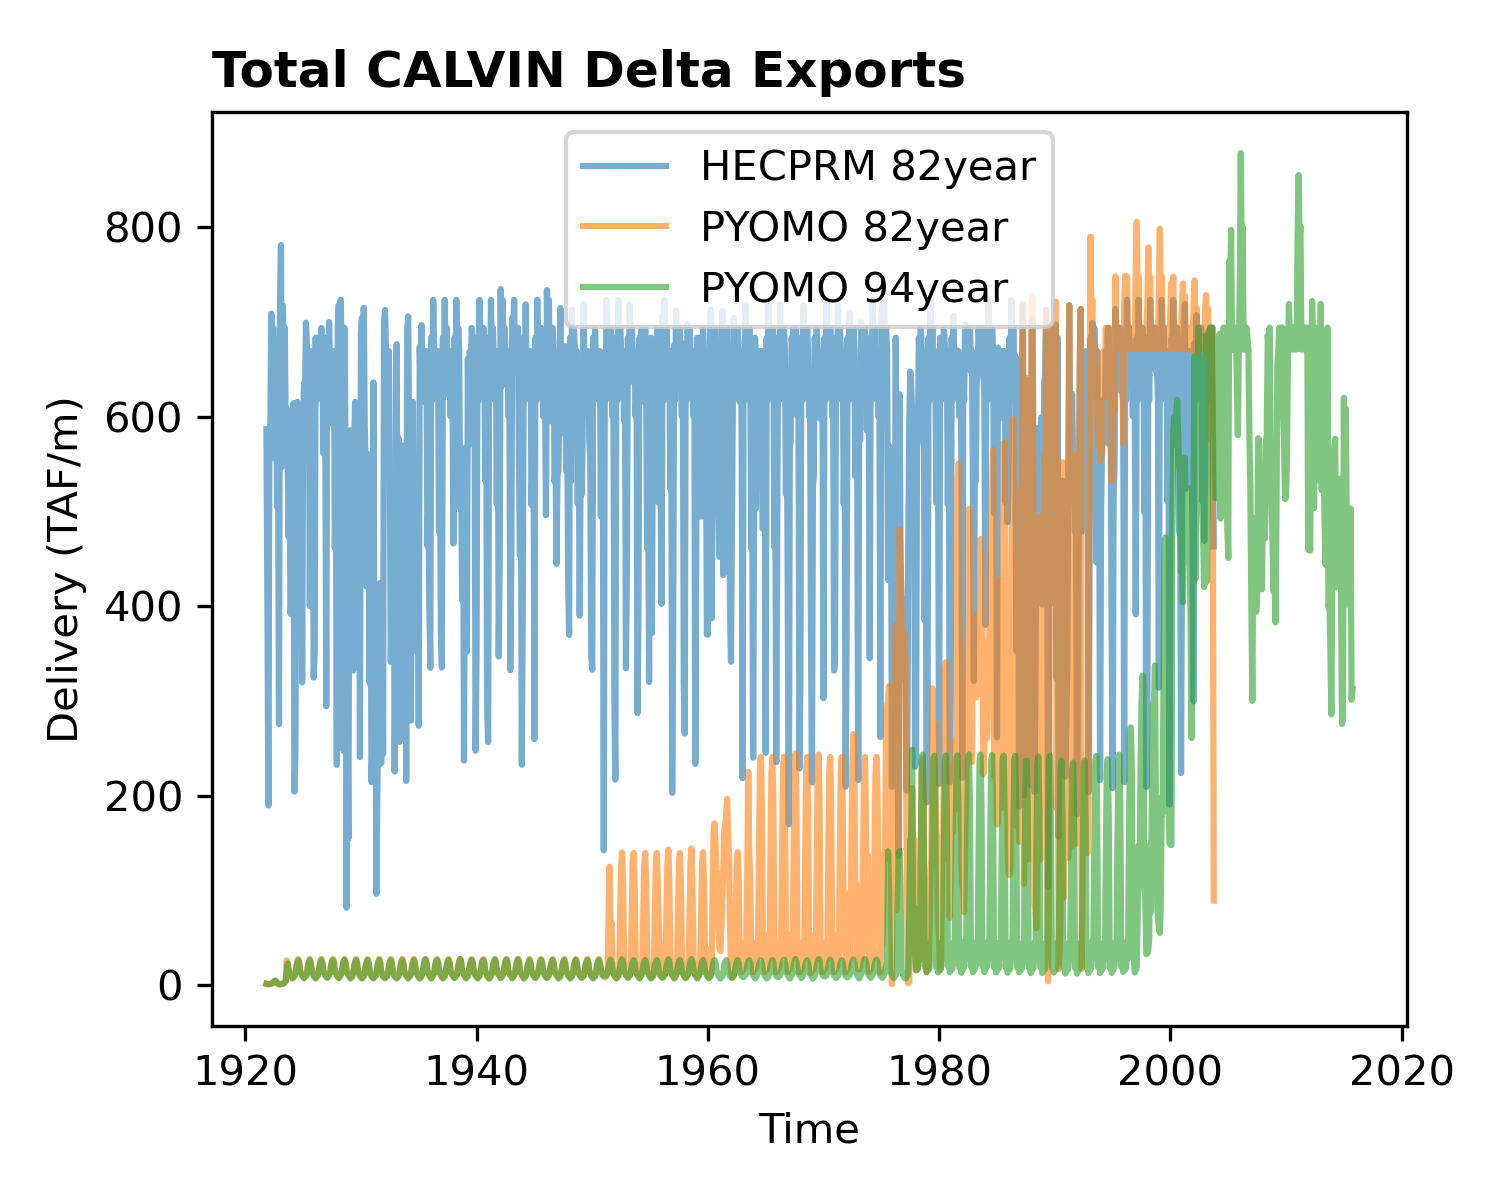 Total CALVIN Delta Exports
HECPRM 82year
PYOMO 82year
PYOMO 94year
Delivery (TAF/m)
800
600
400
200
0
1920 1940 1960 1980 2000 2020
Time